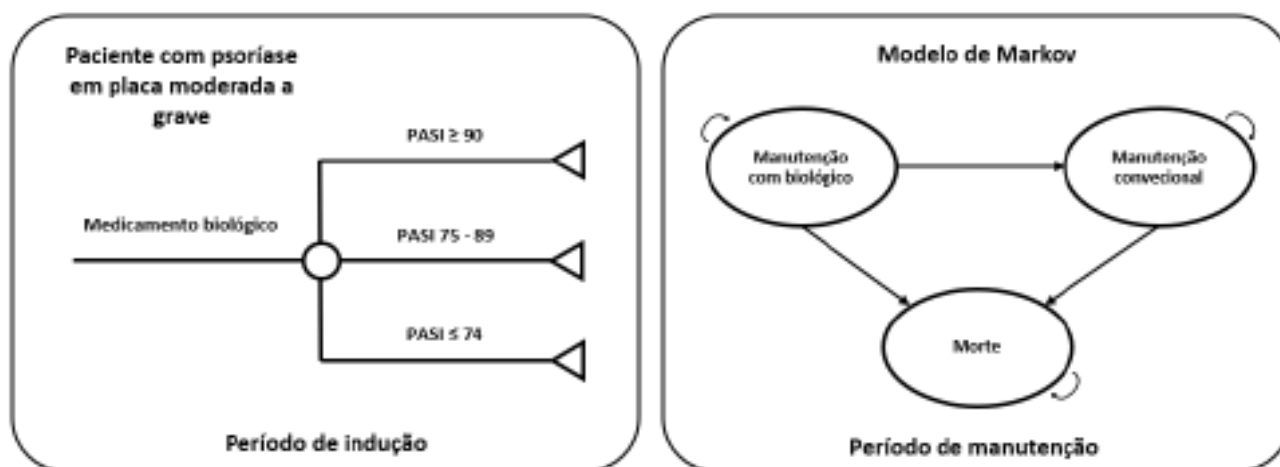 Paciente com psoríase
em placa moderada a
grave
PASI ≥ 90
Medicamento biológico
PASI 75 - 89
PASI ≤ 74
Período de indução
Modelo de Markov
Manutenção
com biológico
Manutenção
convecional
Morte
Período de manutenção